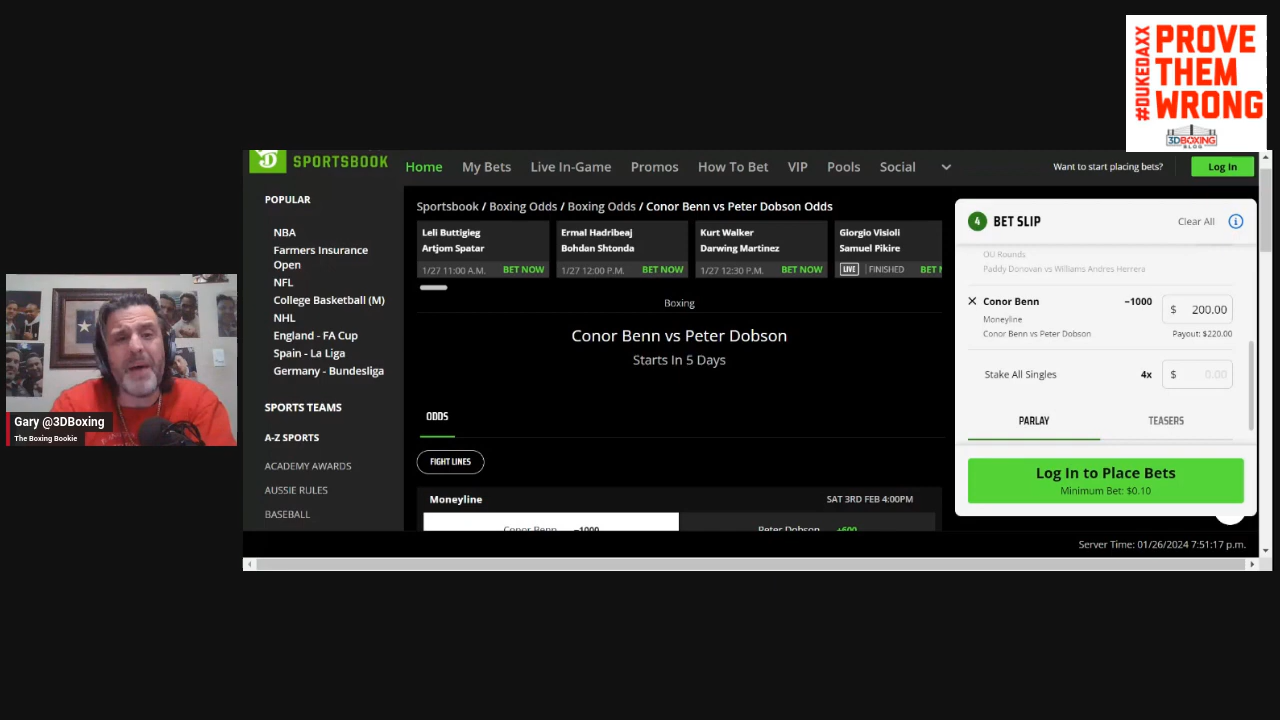 #DUKEDAXX
PROVE
THEM
WRONG
3DBOXING
BLOG
SPORTSBOOK
Home
My Bets
Live In-Game
Promos
How To Bet
VIP
Pools
Social
Want to start placing bets?
Log In
POPULAR
NBA
Farmers Insurance
Open
NFL
College Basketball (M)
NHL
England - FA Cup
Spain - La Liga
Germany - Bundesliga
SPORTS TEAMS
A-Z SPORTS
ACADEMY AWARDS
AUSSIE RULES
BASEBALL
Sportsbook / Boxing Odds / Boxing Odds / Conor Benn vs Peter Dobson Odds
Leli Buttigieg
Artjom Spatar
1/27 11:00 A.M. BET NOW
Ermal Hadribeaj
Bohdan Shtonda
1/27 12:00 P.M. BET NOW
Kurt Walker
Darwing Martinez
1/27 12:30 P.M. BET NOW
Giorgio Visioli
Samuel Pikire
LIVE FINISHED BET N
Boxing
Conor Benn vs Peter Dobson
Starts In 5 Days
ODDS
FIGHT LINES
Moneyline SAT 3RD FEB 4:00PM
Conor Benn −1000 Peter Dobson +600
4 BET SLIP Clear All
OU Rounds
Paddy Donovan vs Williams Andres Herrera
Conor Benn −1000 $ 200.00
Moneyline
Conor Benn vs Peter Dobson Payout: $220.00
Stake All Singles 4x $ 0.00
PARLAY TEASERS
Log In to Place Bets
Minimum Bet: $0.10
Server Time: 01/26/2024 7:51:17 p.m.
Gary @3DBoxing
The Boxing Bookie